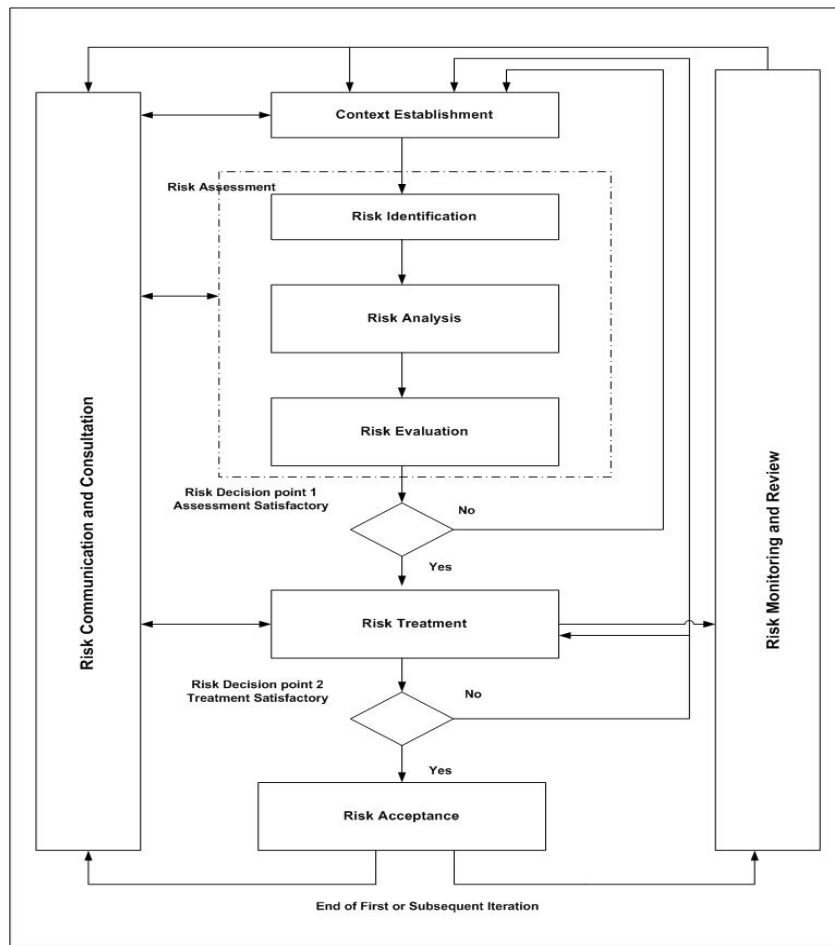 Context Establishment
Risk Assessment
Risk Identification
Risk Analysis
Risk Evaluation
Risk Decision point 1
Assessment Satisfactory
No
Yes
Risk Treatment
Risk Decision point 2
Treatment Satisfactory
No
Yes
Risk Acceptance
End of First or Subsequent Iteration
Risk Communication and Consultation
Risk Monitoring and Review